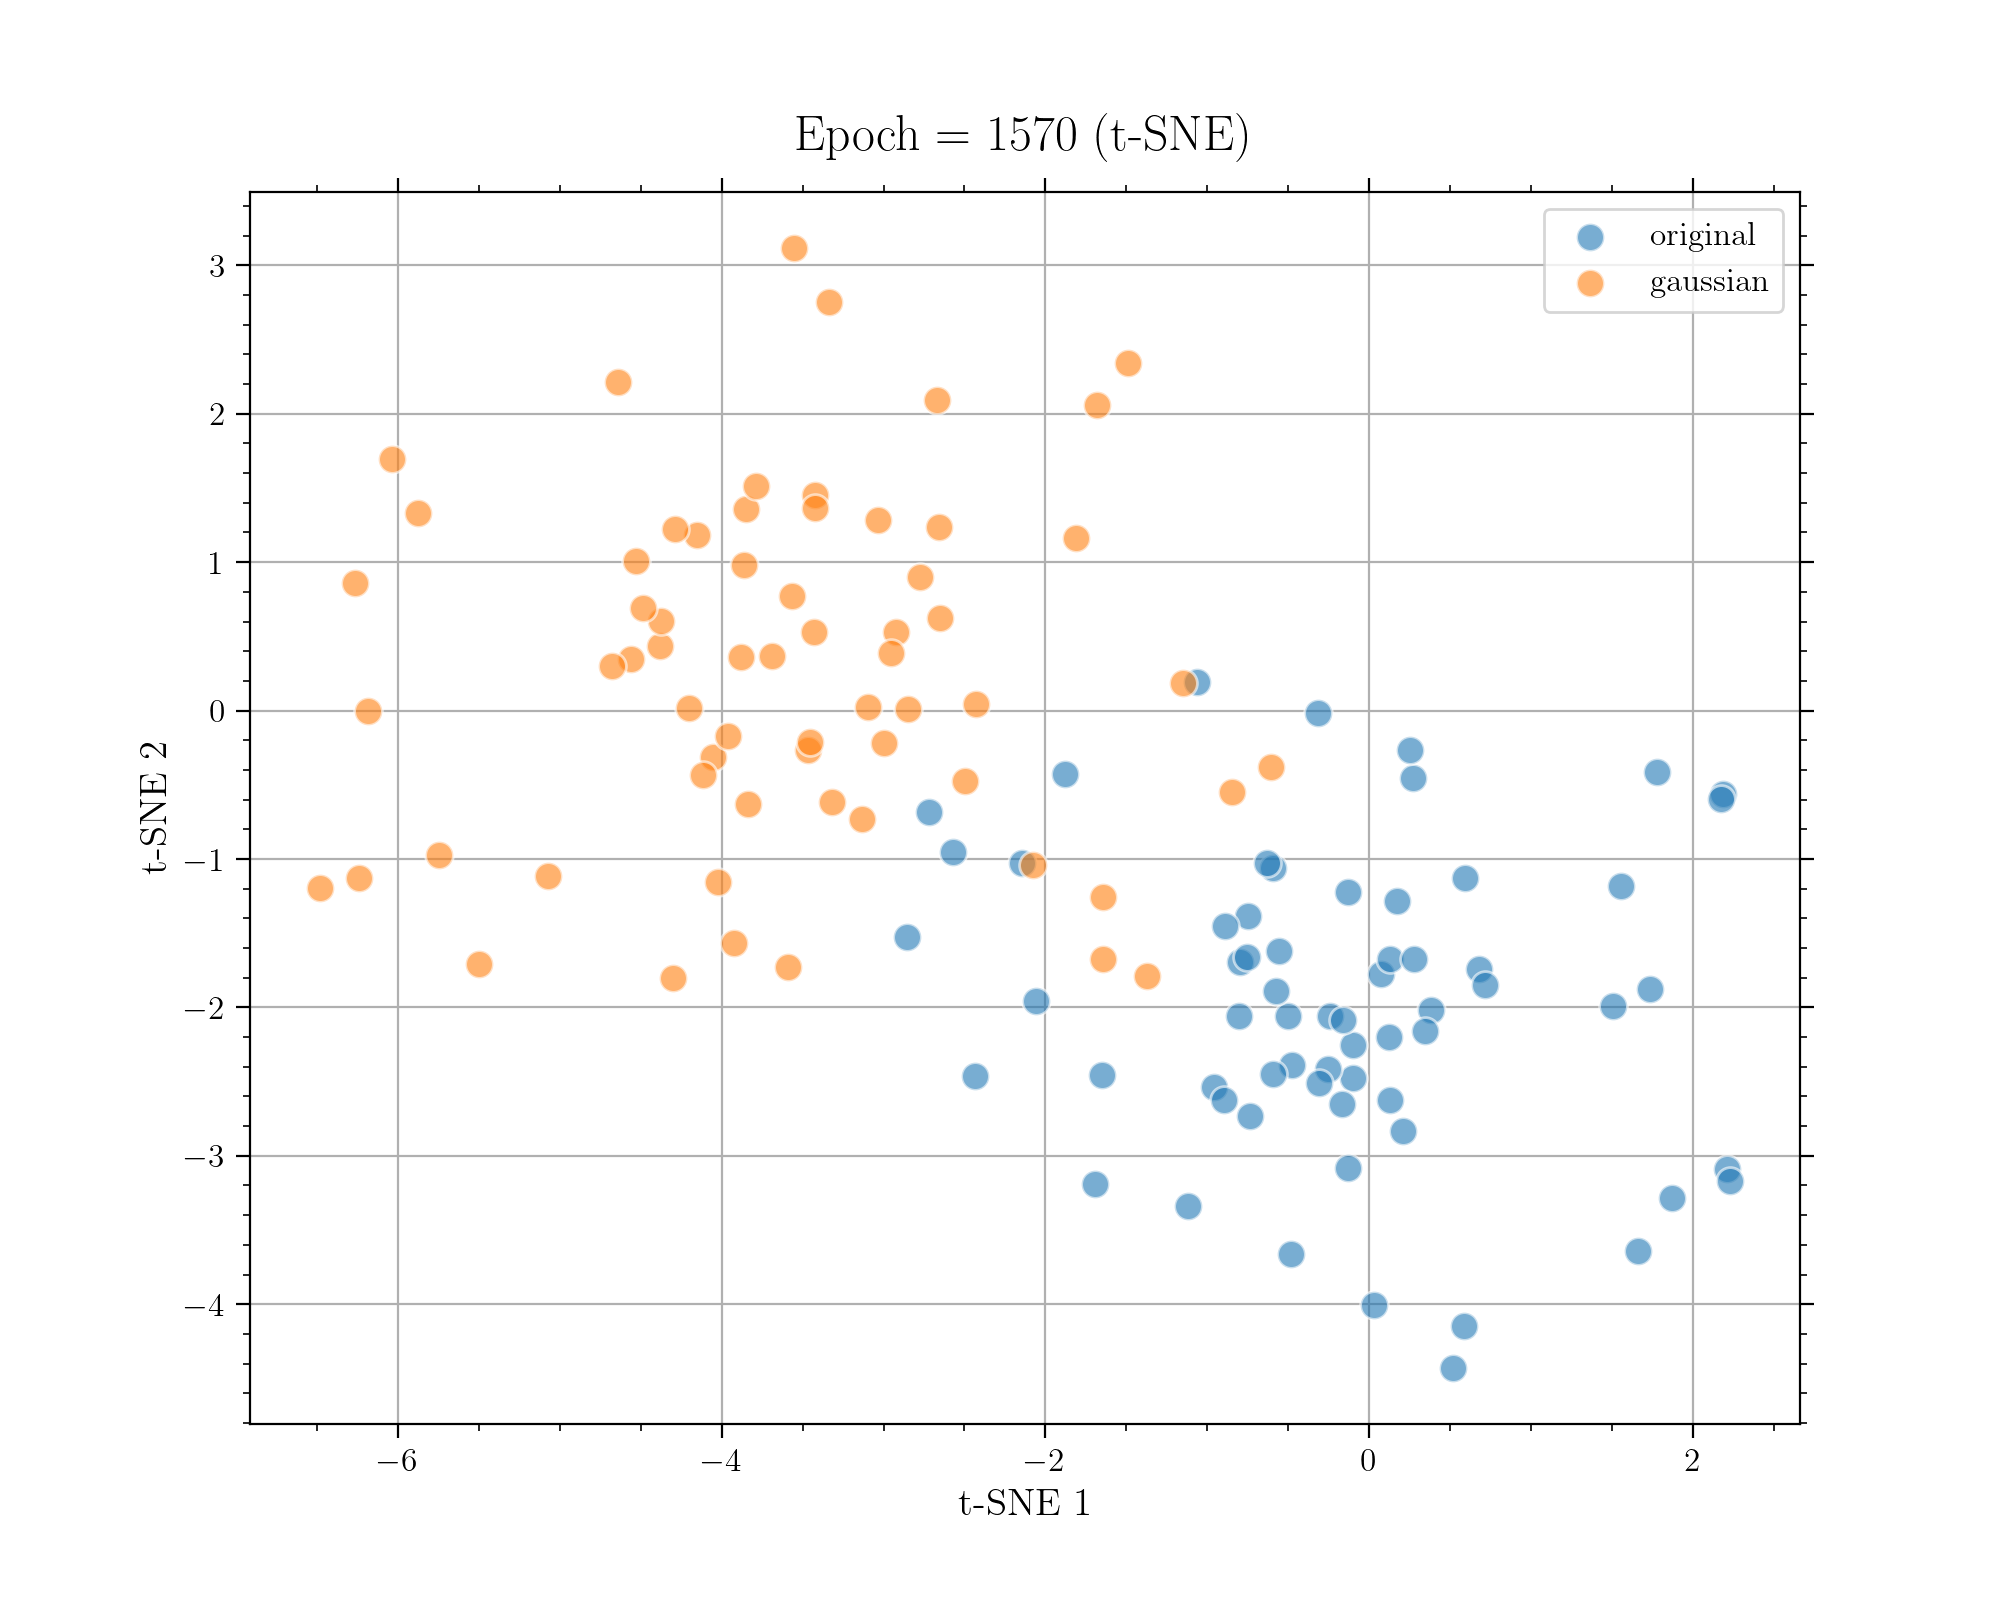 Epoch = 1570 (t-SNE)
original
gaussian
3
2
1
0
−1
−2
−3
−4
t-SNE 2
−6
−4
−2
0
2
t-SNE 1